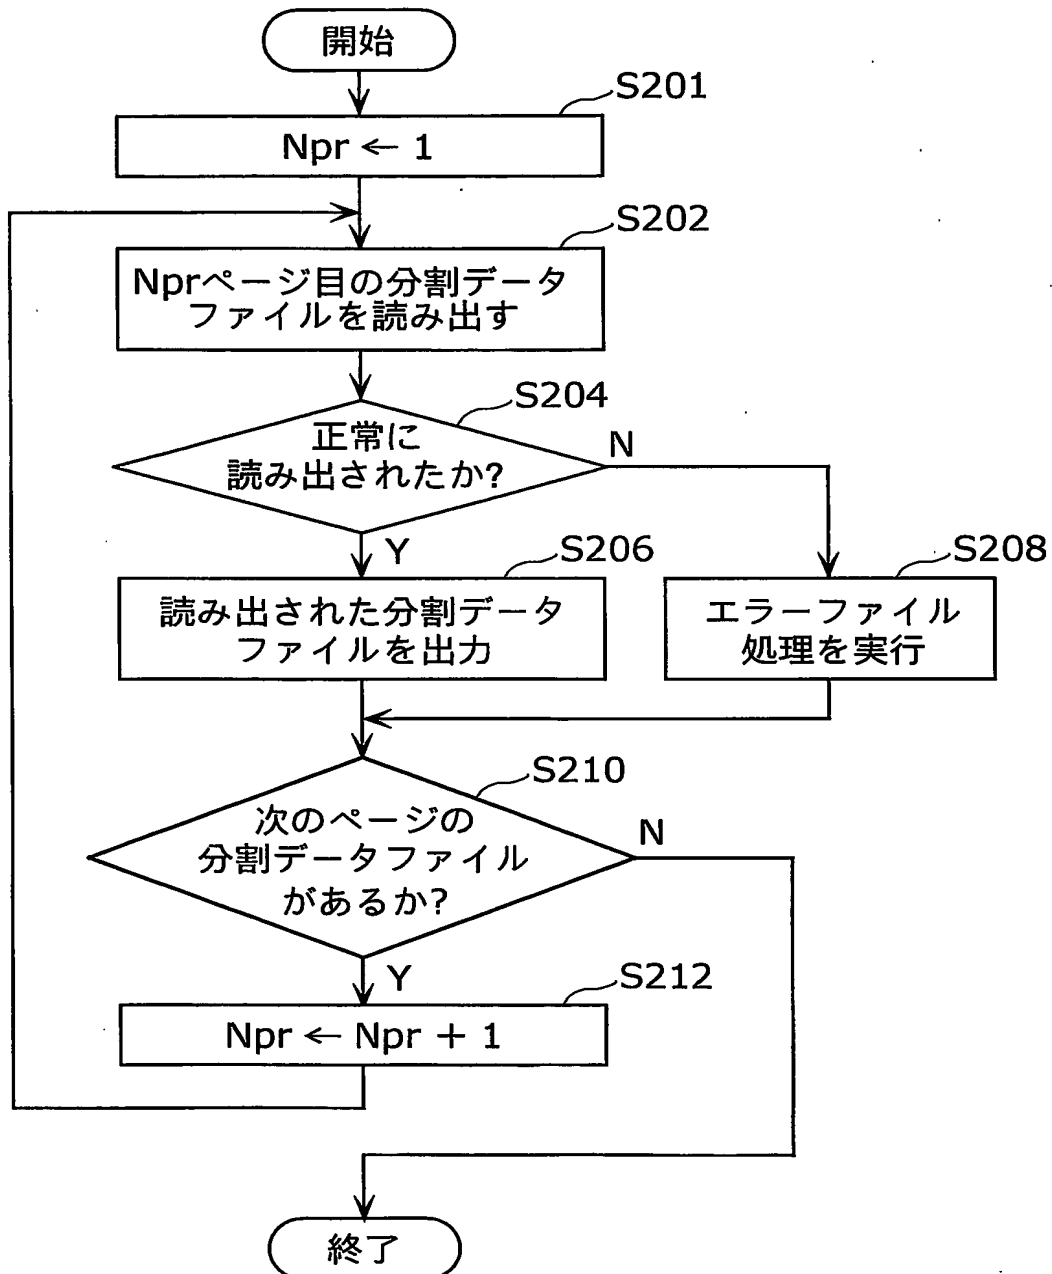 開始
S201
Npr ← 1
S202
Nprページ目の分割データ
ファイルを読み出す
S204
正常に
読み出されたか?
N
Y
S206
読み出された分割データ
ファイルを出力
S208
エラーファイル
処理を実行
S210
次のページの
分割データファイル
があるか?
N
Y
S212
Npr ← Npr + 1
終了